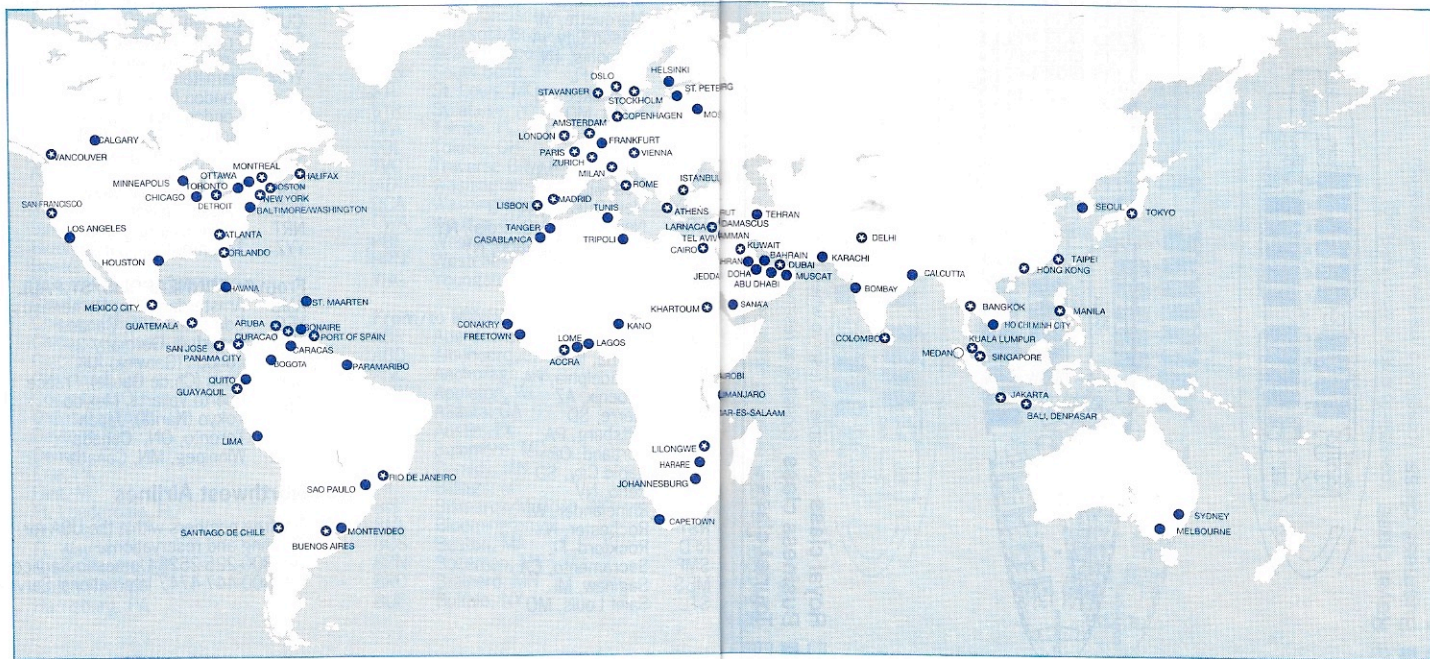 HELSINKI
OSLO
ST. PETERG
STAVANGER
STOCKHOLM
MOS
COPENHAGEN
AMSTERDAM
LONDON
FRANKFURT
CALGARY
PARIS
VIENNA
ZURICH
VANCOUVER
MONTREAL
MILAN
HALIFAX
OTTAWA
ISTANBUL
MINNEAPOLIS
TORONTO
BOSTON
ROME
CHICAGO
NEW YORK
DETROIT
MADRID
SAN FRANCISCO
BALTIMORE/WASHINGTON
LISBON
ATHENS
TUNIS
SEOUL
TOKYO
TEHRAN
DAMASCUS
TANGER
LARNACA
LOS ANGELES
ATLANTA
CASABLANCA
TRIPOLI
TEL AVIV
AMMAN
DELHI
CAIRO
KUWAIT
ORLANDO
HOUSTON
BAHRAIN
KARACHI
TAIPEI
DUBAI
HONG KONG
JEDDA
DOHA
MUSCAT
CALCUTTA
ABU DHABI
HAVANA
BOMBAY
ST. MAARTEN
MEXICO CITY
KHARTOUM
SANA'A
BANGKOK
MANILA
GUATEMALA
ARUBA
BONAIRE
CONAKRY
KANO
HO CHI MINH CITY
CURACAO
PORT OF SPAIN
FREETOWN
LOME
LAGOS
COLOMBO
KUALA LUMPUR
SAN JOSE
CARACAS
PANAMA CITY
ACCRA
MEDAN
SINGAPORE
BOGOTA
PARAMARIBO
QUITO
AIROBI
GUAYAQUIL
LIMANJARO
JAKARTA
DAR-ES-SALAAM
BALI, DENPASAR
LIMA
LILONGWE
HARARE
RIO DE JANEIRO
SAO PAULO
JOHANNESBURG
SYDNEY
CAPETOWN
SANTIAGO DE CHILE
MONTEVIDEO
MELBOURNE
BUENOS AIRES